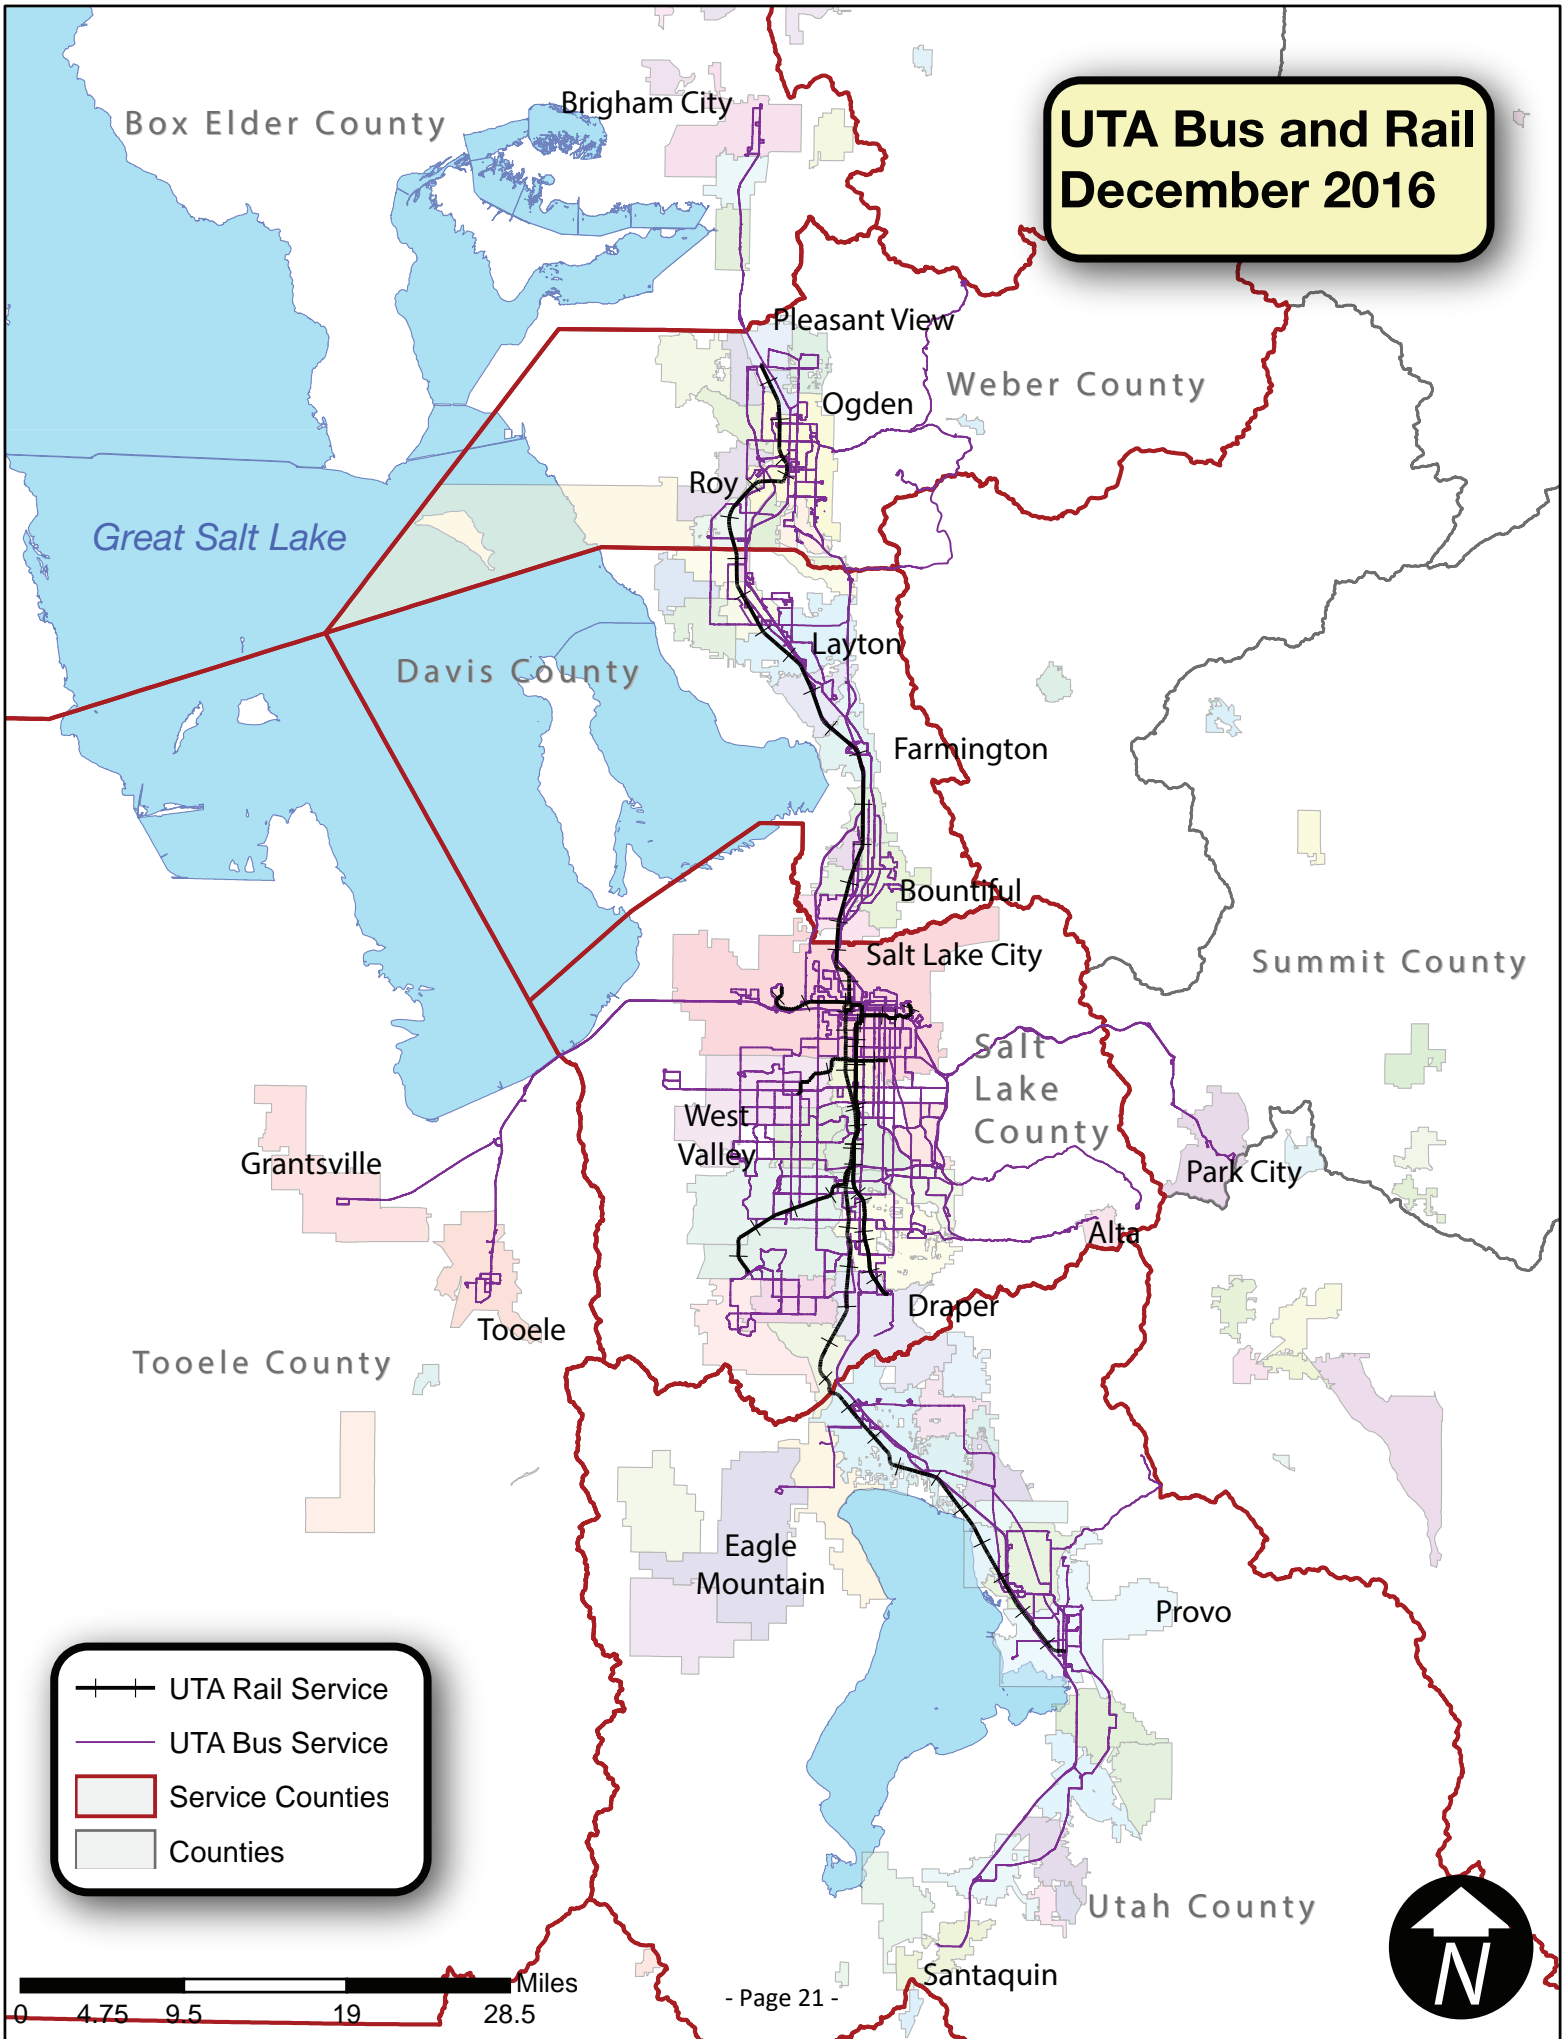 UTA Bus and Rail
December 2016
Brigham City
Box Elder County
Pleasant View
Weber County
Ogden
Roy
Great Salt Lake
Layton
Davis County
Farmington
Bountiful
Salt Lake City
Summit County
Salt
Lake
County
West
Valley
Grantsville
Park City
Alta
Draper
Tooele
Tooele County
Eagle
Mountain
Provo
UTA Rail Service
UTA Bus Service
Service Counties
Counties
Utah County
Santaquin
N
Miles
0 4.75 9.5 19 28.5
- Page 21 -